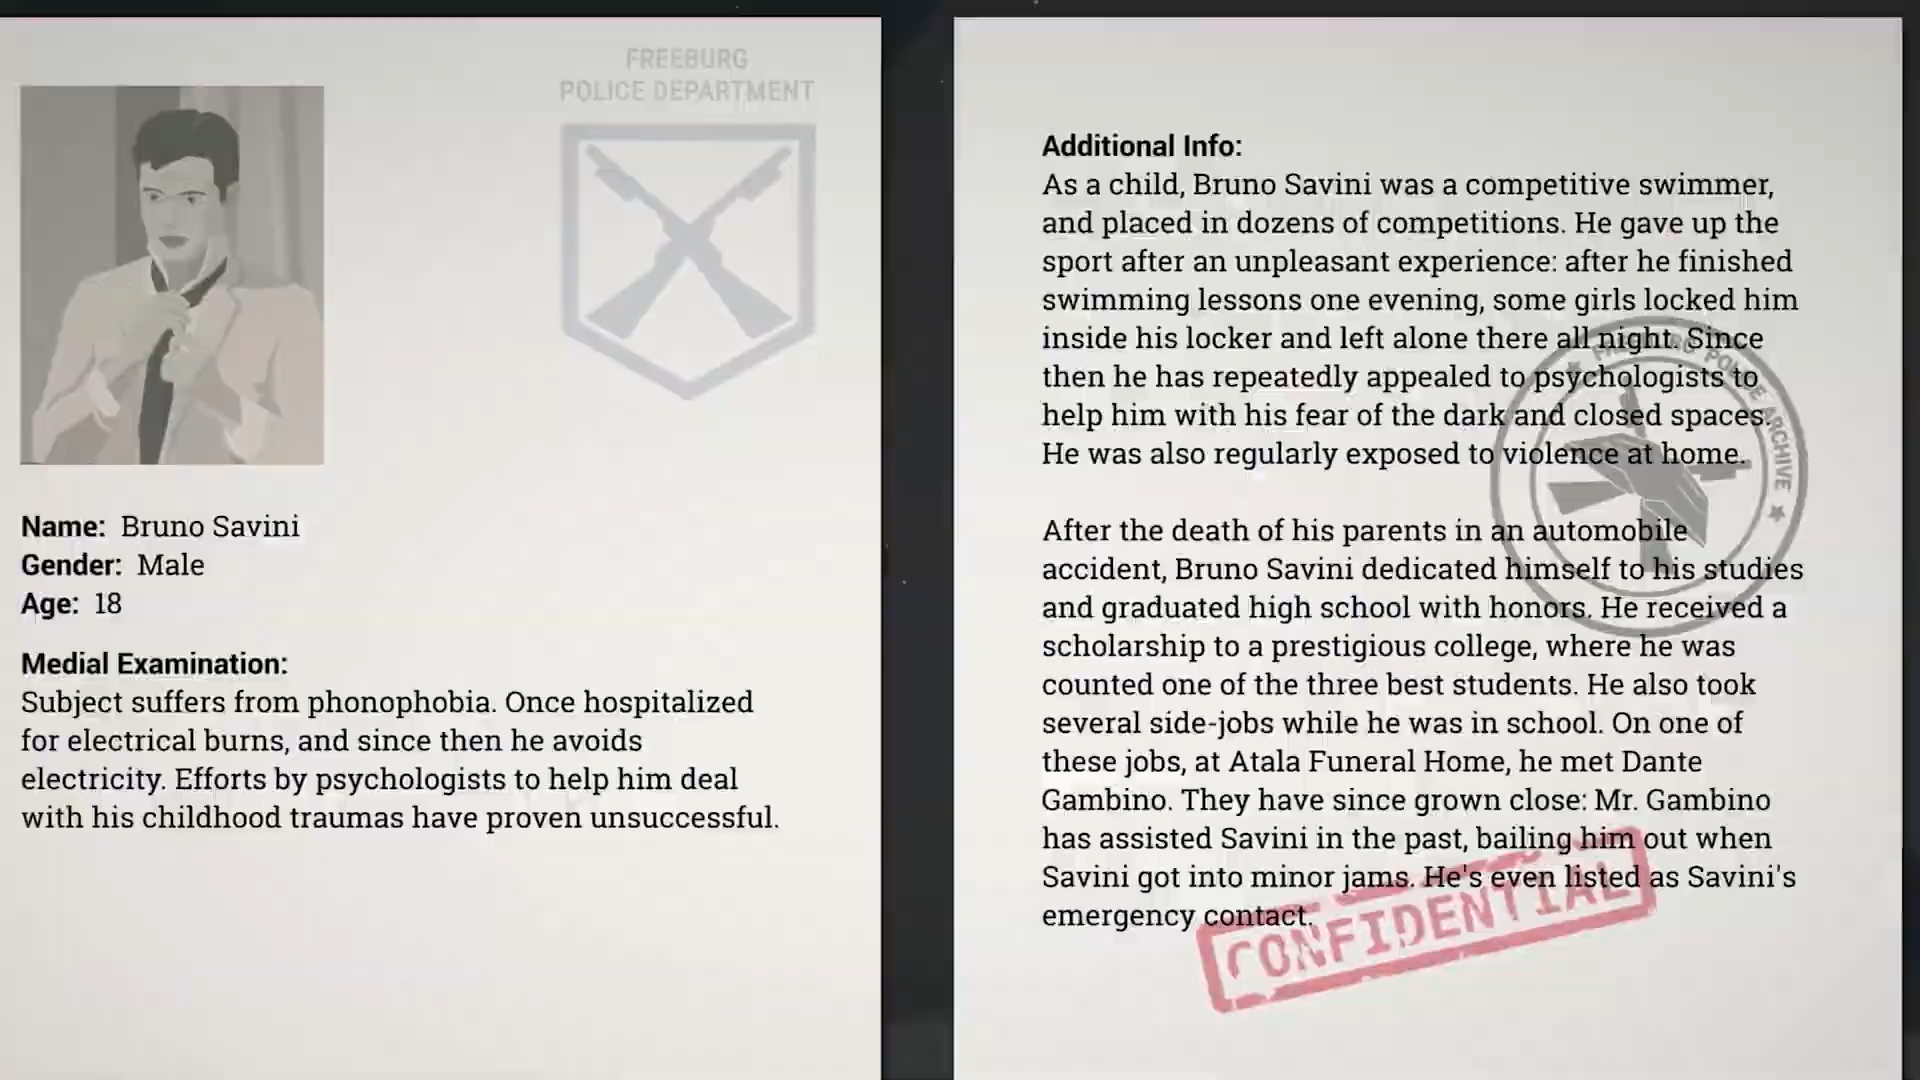 FREEBURG
POLICE DEPARTMENT
Name: Bruno Savini
Gender: Male
Age: 18
Medial Examination:
Subject suffers from phonophobia. Once hospitalized
for electrical burns, and since then he avoids
electricity. Efforts by psychologists to help him deal
with his childhood traumas have proven unsuccessful.
Additional Info:
As a child, Bruno Savini was a competitive swimmer,
and placed in dozens of competitions. He gave up the
sport after an unpleasant experience: after he finished
swimming lessons one evening, some girls locked him
inside his locker and left alone there all night. Since
then he has repeatedly appealed to psychologists to
help him with his fear of the dark and closed spaces.
He was also regularly exposed to violence at home.
After the death of his parents in an automobile
accident, Bruno Savini dedicated himself to his studies
and graduated high school with honors. He received a
scholarship to a prestigious college, where he was
counted one of the three best students. He also took
several side-jobs while he was in school. On one of
these jobs, at Atala Funeral Home, he met Dante
Gambino. They have since grown close: Mr. Gambino
has assisted Savini in the past, bailing him out when
Savini got into minor jams. He's even listed as Savini's
emergency contact.
FREEBURG POLICE ARCHIVE
CONFIDENTIAL